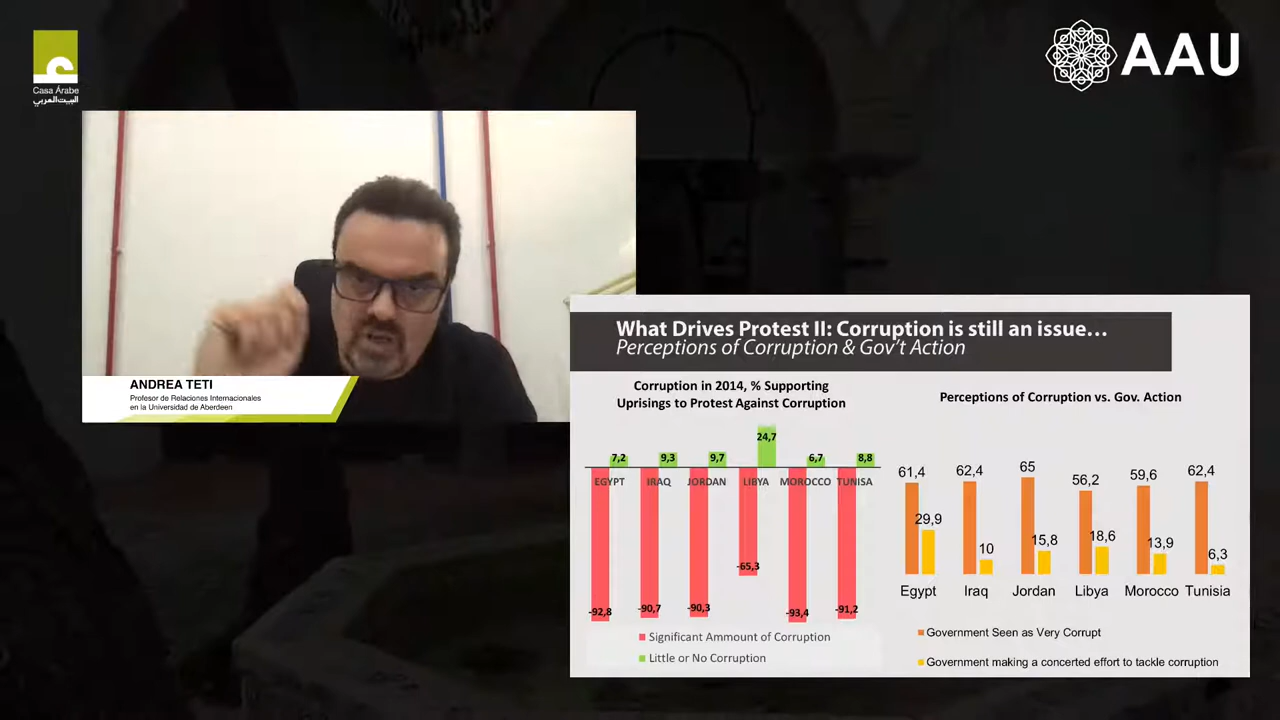 Casa Árabe
البيت العربي
AAU
ANDREA TETI
Profesor de Relaciones Internacionales
en la Universidad de Aberdeen
What Drives Protest II: Corruption is still an issue…
Perceptions of Corruption & Gov't Action
Corruption in 2014, % Supporting
Uprisings to Protest Against Corruption
24,7
7,2 9,3 9,7 6,7 8,8
EGYPT IRAQ JORDAN LIBYA MOROCCO TUNISA
-65,3
-92,8 -90,7 -90,3 -93,4 -91,2
Significant Ammount of Corruption
Little or No Corruption
Perceptions of Corruption vs. Gov. Action
61,4 62,4 65 56,2 59,6 62,4
29,9 10 15,8 18,6 13,9 6,3
Egypt Iraq Jordan Libya Morocco Tunisia
Government Seen as Very Corrupt
Government making a concerted effort to tackle corruption